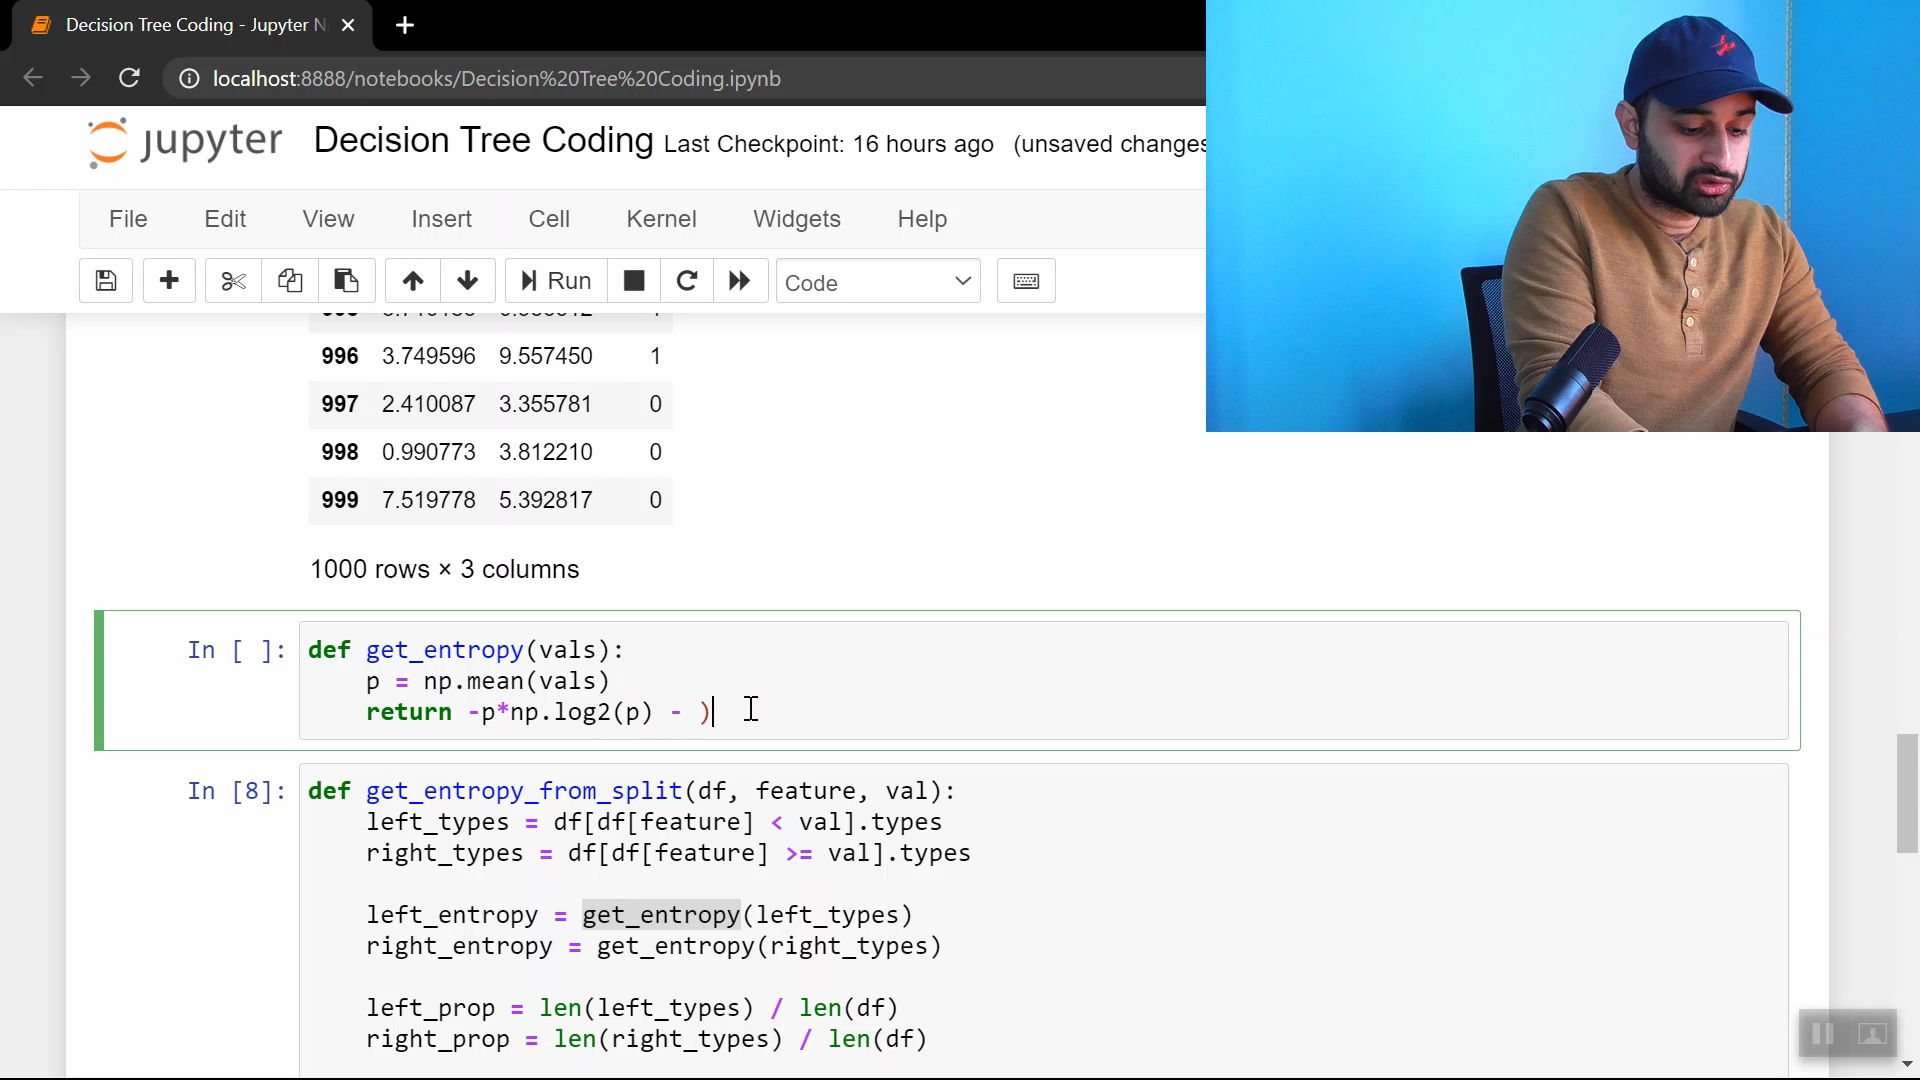 Decision Tree Coding - Jupyter N
localhost:8888/notebooks/Decision%20Tree%20Coding.ipynb
jupyter Decision Tree Coding Last Checkpoint: 16 hours ago (unsaved changes
File Edit View Insert Cell Kernel Widgets Help
Run Code
996 3.749596 9.557450 1
997 2.410087 3.355781 0
998 0.990773 3.812210 0
999 7.519778 5.392817 0
1000 rows × 3 columns
In [ ]: def get_entropy(vals):
p = np.mean(vals)
return -p*np.log2(p) - )
In [8]: def get_entropy_from_split(df, feature, val):
left_types = df[df[feature] < val].types
right_types = df[df[feature] >= val].types
left_entropy = get_entropy(left_types)
right_entropy = get_entropy(right_types)
left_prop = len(left_types) / len(df)
right_prop = len(right_types) / len(df)